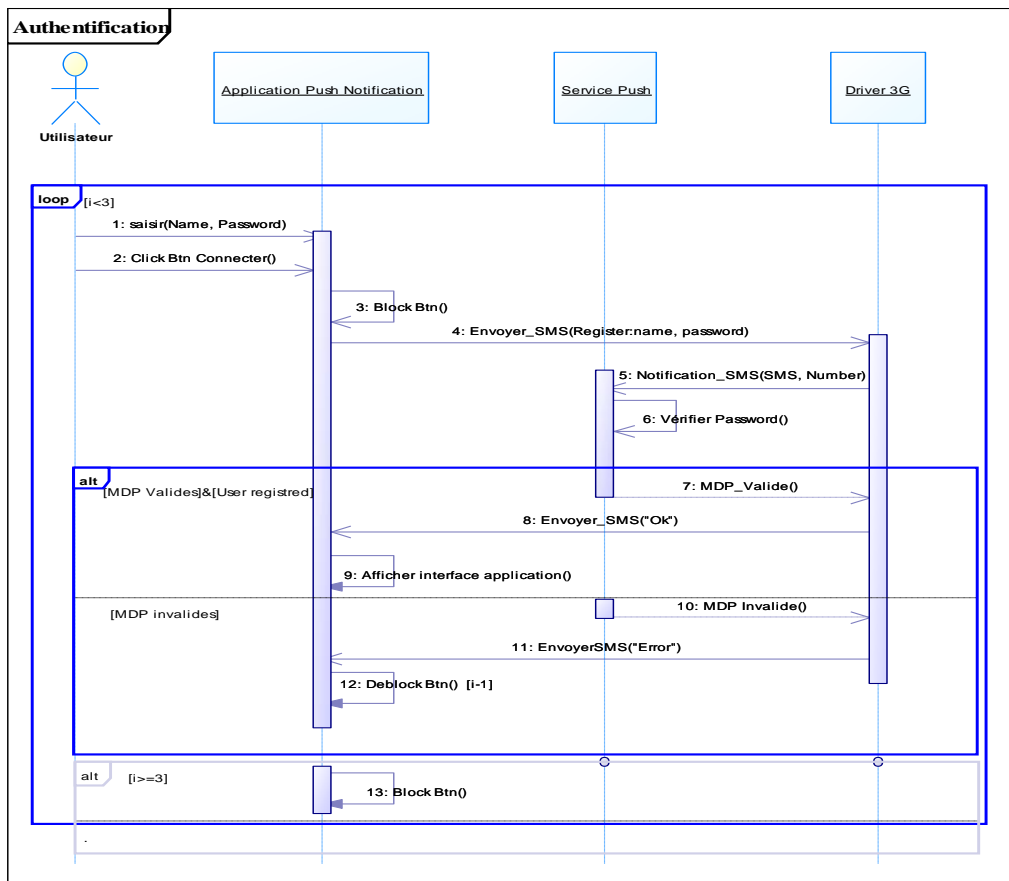 Authentification
Utilisateur
Application Push Notification
Service Push
Driver 3G
loop
[i<3]
1: saisir(Name, Password)
2: Click Btn Connecter()
3: Block Btn()
4: Envoyer_SMS(Register:name, password)
5: Notification_SMS(SMS, Number)
6: Vérifier Password()
alt
[MDP Valides]&[User registred]
7: MDP_Valide()
8: Envoyer_SMS("Ok")
9: Afficher interface application()
[MDP invalides]
10: MDP Invalide()
11: EnvoyerSMS("Error")
12: Deblock Btn() [i-1]
alt
[i>=3]
13: Block Btn()
.